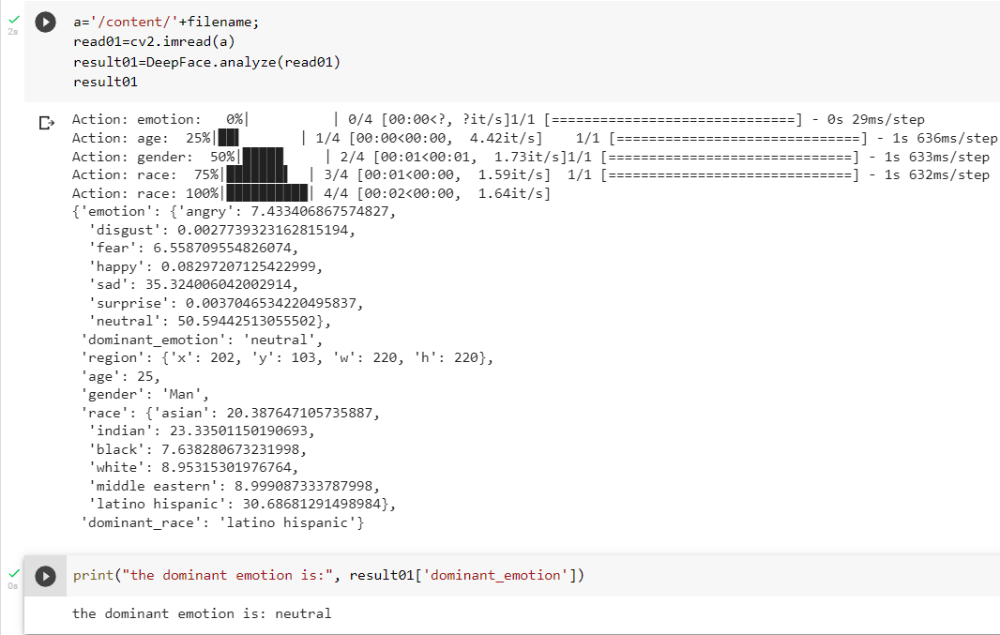 2s
a='/content/'+filename;
read01=cv2.imread(a)
result01=DeepFace.analyze(read01)
result01
Action: emotion:   0%|          | 0/4 [00:00<?, ?it/s]1/1 [==============================] - 0s 29ms/step
Action: age:  25%|██▌       | 1/4 [00:00<00:00,  4.42it/s]    1/1 [==============================] - 1s 636ms/step
Action: gender:  50%|█████     | 2/4 [00:01<00:01,  1.73it/s]1/1 [==============================] - 1s 633ms/step
Action: race:  75%|███████▌  | 3/4 [00:01<00:00,  1.59it/s]  1/1 [==============================] - 1s 632ms/step
Action: race: 100%|██████████| 4/4 [00:02<00:00,  1.64it/s]
{'emotion': {'angry': 7.433406867574827,
'disgust': 0.0027739323162815194,
'fear': 6.558709554826074,
'happy': 0.08297207125422999,
'sad': 35.324006042002914,
'surprise': 0.0037046534220495837,
'neutral': 50.59442513055502},
'dominant_emotion': 'neutral',
'region': {'x': 202, 'y': 103, 'w': 220, 'h': 220},
'age': 25,
'gender': 'Man',
'race': {'asian': 20.387647105735887,
'indian': 23.33501150190693,
'black': 7.638280673231998,
'white': 8.95315301976764,
'middle eastern': 8.999087333787998,
'latino hispanic': 30.68681291498984},
'dominant_race': 'latino hispanic'}
0s
print("the dominant emotion is:", result01['dominant_emotion'])
the dominant emotion is: neutral